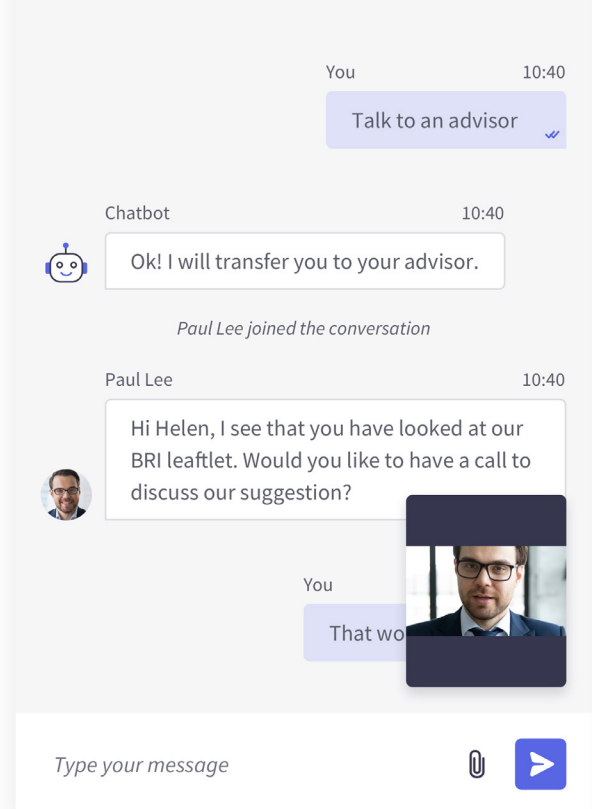 You 10:40
Talk to an advisor
Chatbot 10:40
Ok! I will transfer you to your advisor.
Paul Lee joined the conversation
Paul Lee 10:40
Hi Helen, I see that you have looked at our
BRI leaftlet. Would you like to have a call to
discuss our suggestion?
You
That
Type your message